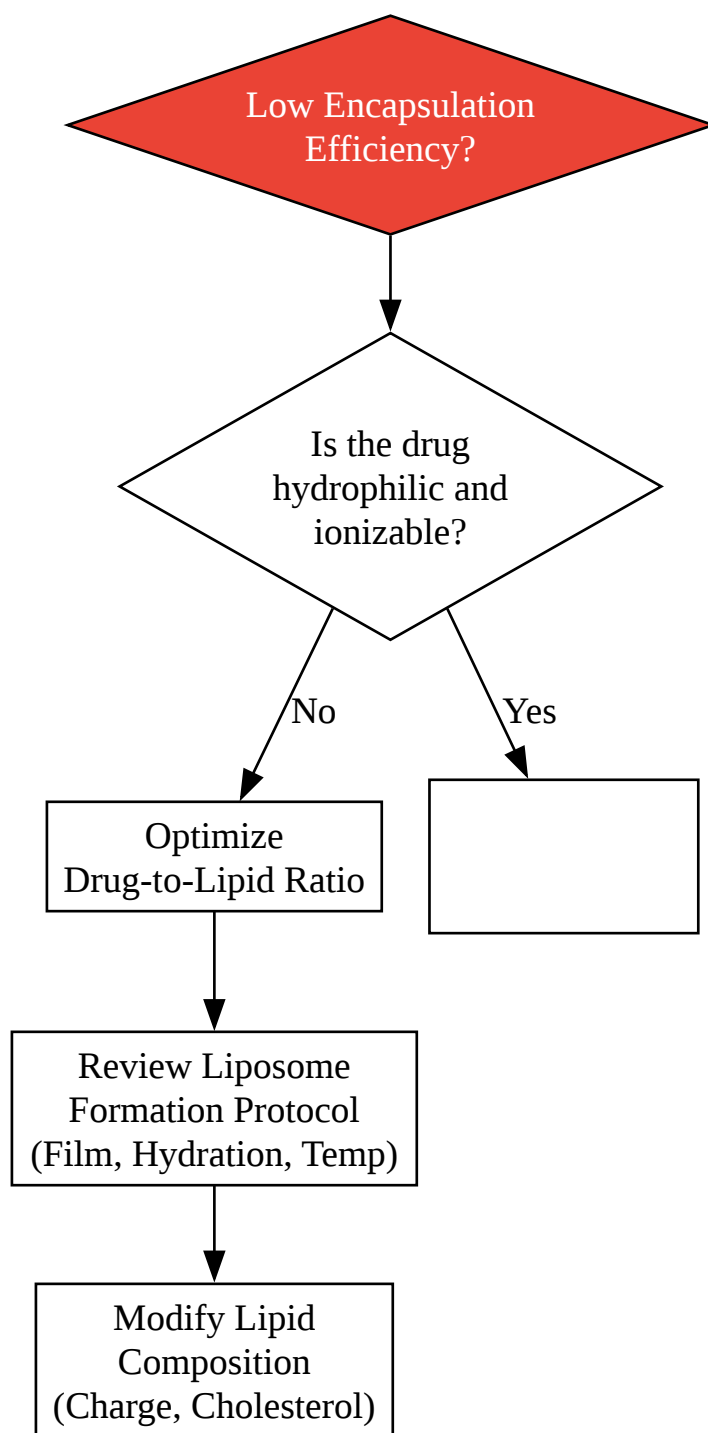 Low Encapsulation
Efficiency?
Is the drug
hydrophilic and
ionizable?
No
Yes
Optimize
Drug-to-Lipid Ratio
Review Liposome
Formation Protocol
(Film, Hydration, Temp)
Modify Lipid
Composition
(Charge, Cholesterol)